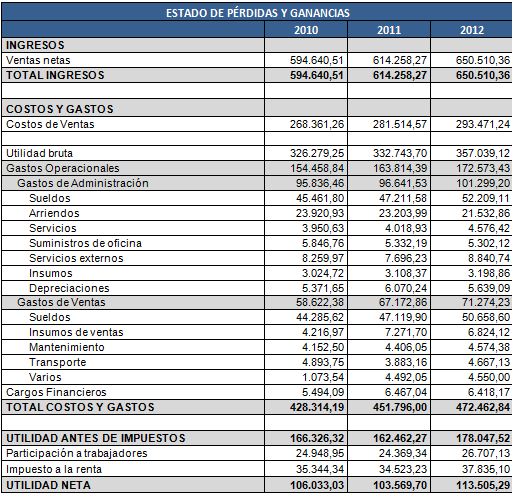 ESTADO DE PÉRDIDAS Y GANANCIAS
2010 2011 2012
INGRESOS
Ventas netas 594.640,51 614.258,27 650.510,36
TOTAL INGRESOS 594.640,51 614.258,27 650.510,36
COSTOS Y GASTOS
Costos de Ventas 268.361,26 281.514,57 293.471,24
Utilidad bruta 326.279,25 332.743,70 357.039,12
Gastos Operacionales 154.458,84 163.814,39 172.573,43
Gastos de Administración 95.836,46 96.641,53 101.299,20
Sueldos 45.461,80 47.211,58 52.209,11
Arriendos 23.920,93 23.203,99 21.532,86
Servicios 3.950,63 4.018,93 4.576,42
Suministros de oficina 5.846,76 5.332,19 5.302,12
Servicios externos 8.259,97 7.696,23 8.840,74
Insumos 3.024,72 3.108,37 3.198,86
Depreciaciones 5.371,65 6.070,24 5.639,09
Gastos de Ventas 58.622,38 67.172,86 71.274,23
Sueldos 44.285,62 47.119,90 50.658,60
Insumos de ventas 4.216,97 7.271,70 6.824,12
Mantenimiento 4.152,50 4.406,05 4.574,38
Transporte 4.893,75 3.883,16 4.667,13
Varios 1.073,54 4.492,05 4.550,00
Cargos Financieros 5.494,09 6.467,04 6.418,17
TOTAL COSTOS Y GASTOS 428.314,19 451.796,00 472.462,84
UTILIDAD ANTES DE IMPUESTOS 166.326,32 162.462,27 178.047,52
Participación a trabajadores 24.948,95 24.369,34 26.707,13
Impuesto a la renta 35.344,34 34.523,23 37.835,10
UTILIDAD NETA 106.033,03 103.569,70 113.505,29